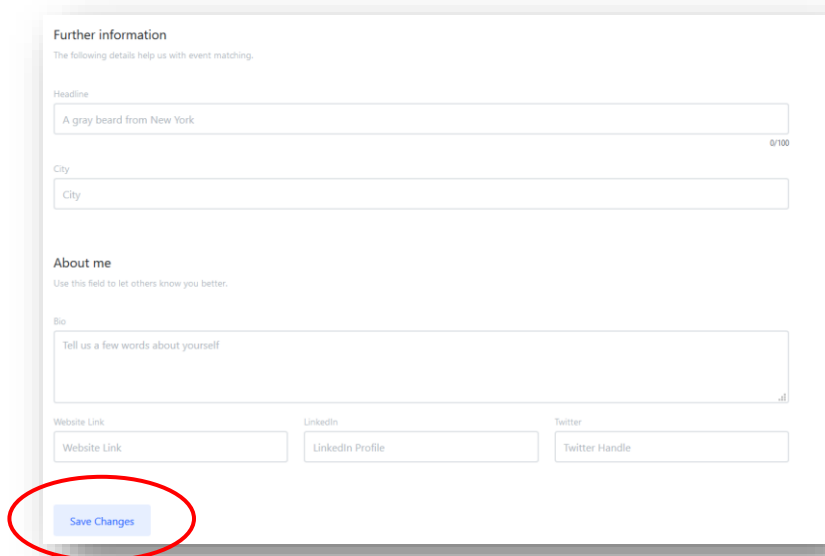 Further information
The following details help us with event matching.
Headline
A gray beard from New York
0/100
City
City
About me
Use this field to let others know you better.
Bio
Tell us a few words about yourself
Website Link LinkedIn Twitter
Website Link LinkedIn Profile Twitter Handle
Save Changes